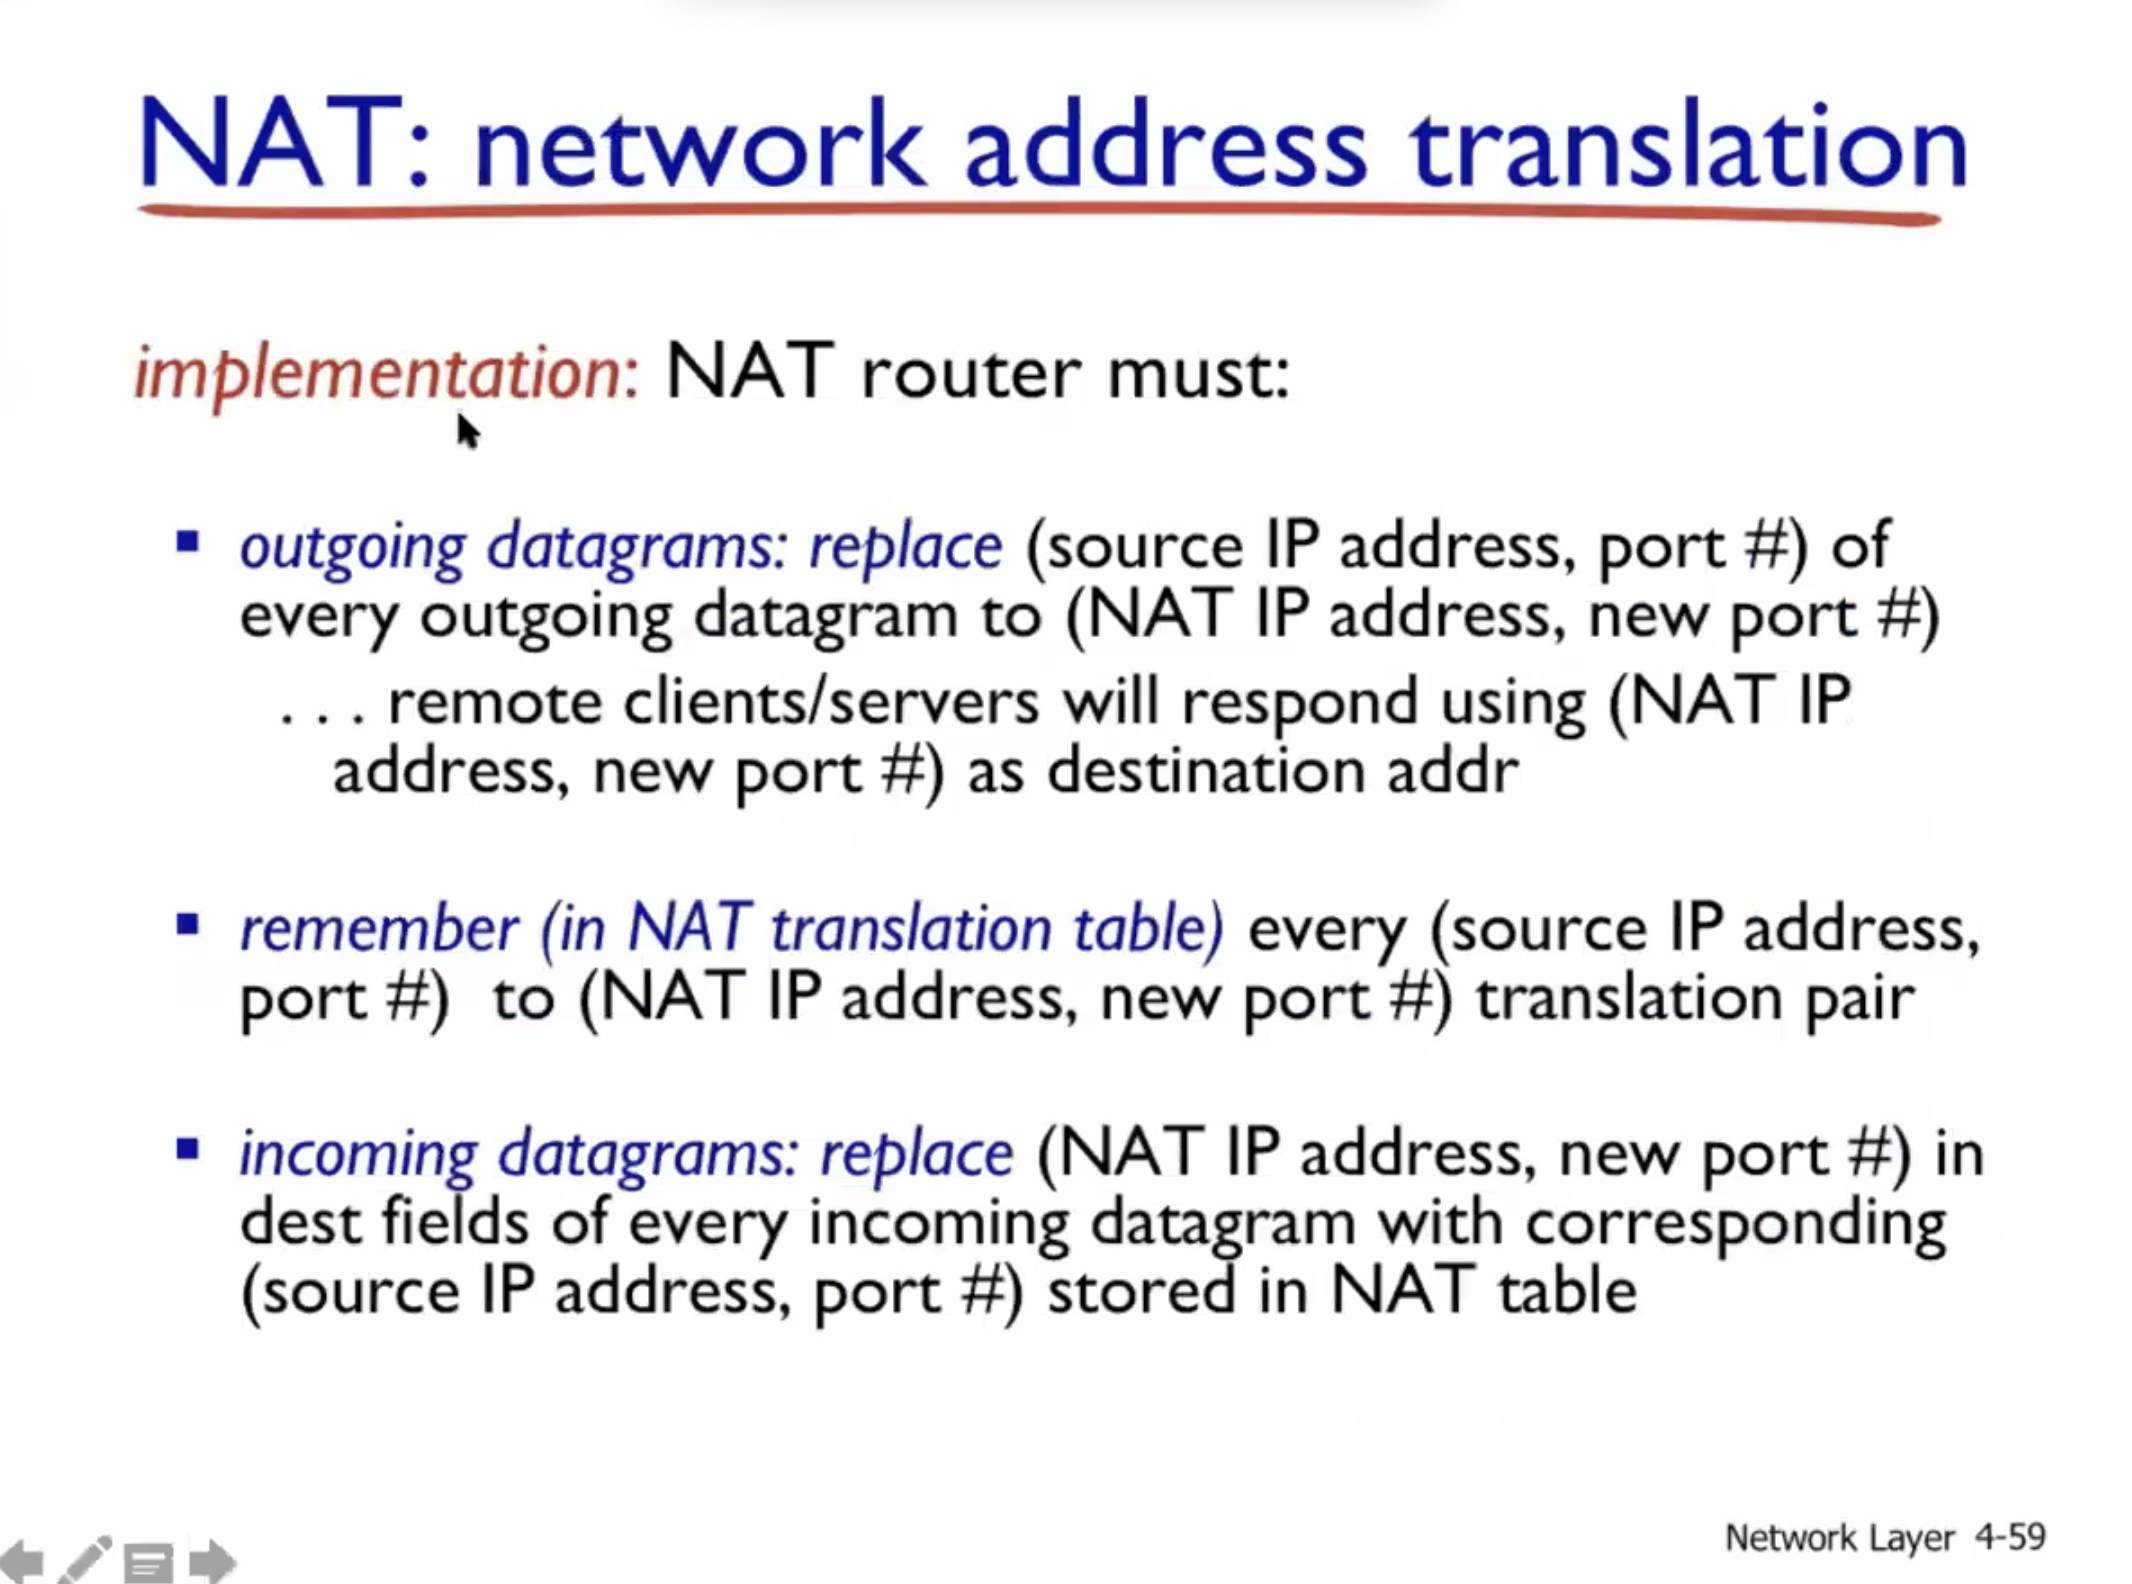 NAT: network address translation
implementation: NAT router must:
▪ outgoing datagrams: replace (source IP address, port #) of
every outgoing datagram to (NAT IP address, new port #)
. . . remote clients/servers will respond using (NAT IP
address, new port #) as destination addr
▪ remember (in NAT translation table) every (source IP address,
port #)  to (NAT IP address, new port #) translation pair
▪ incoming datagrams: replace (NAT IP address, new port #) in
dest fields of every incoming datagram with corresponding
(source IP address, port #) stored in NAT table
Network Layer 4-59